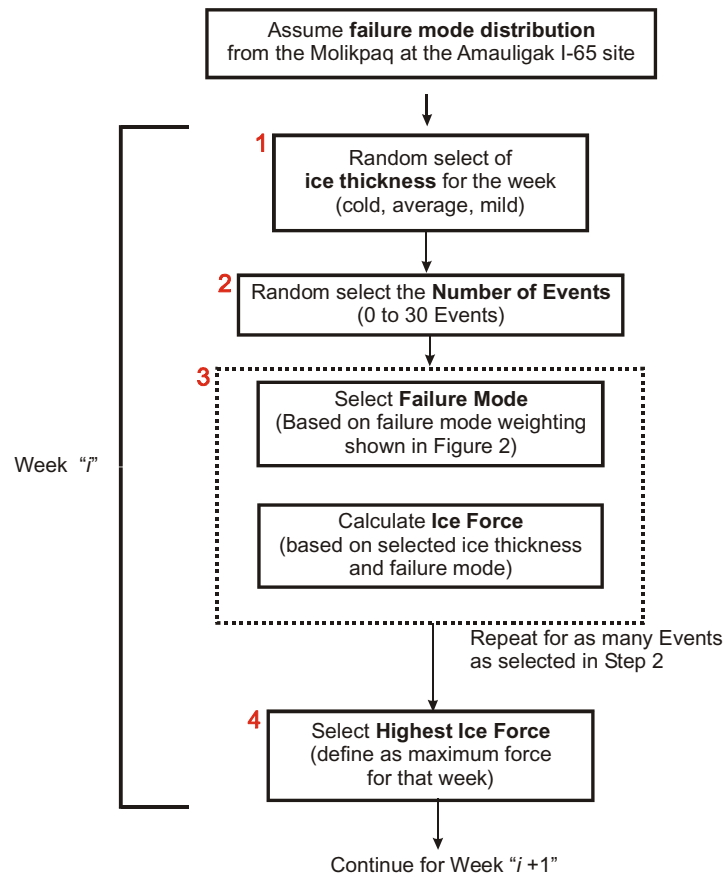 Assume failure mode distribution
from the Molikpaq at the Amauligak I-65 site
1
Random select of
ice thickness for the week
(cold, average, mild)
2
Random select the Number of Events
(0 to 30 Events)
3
Select Failure Mode
(Based on failure mode weighting
shown in Figure 2)
Week “i”
Calculate Ice Force
(based on selected ice thickness
and failure mode)
Repeat for as many Events
as selected in Step 2
4
Select Highest Ice Force
(define as maximum force
for that week)
Continue for Week “i +1”